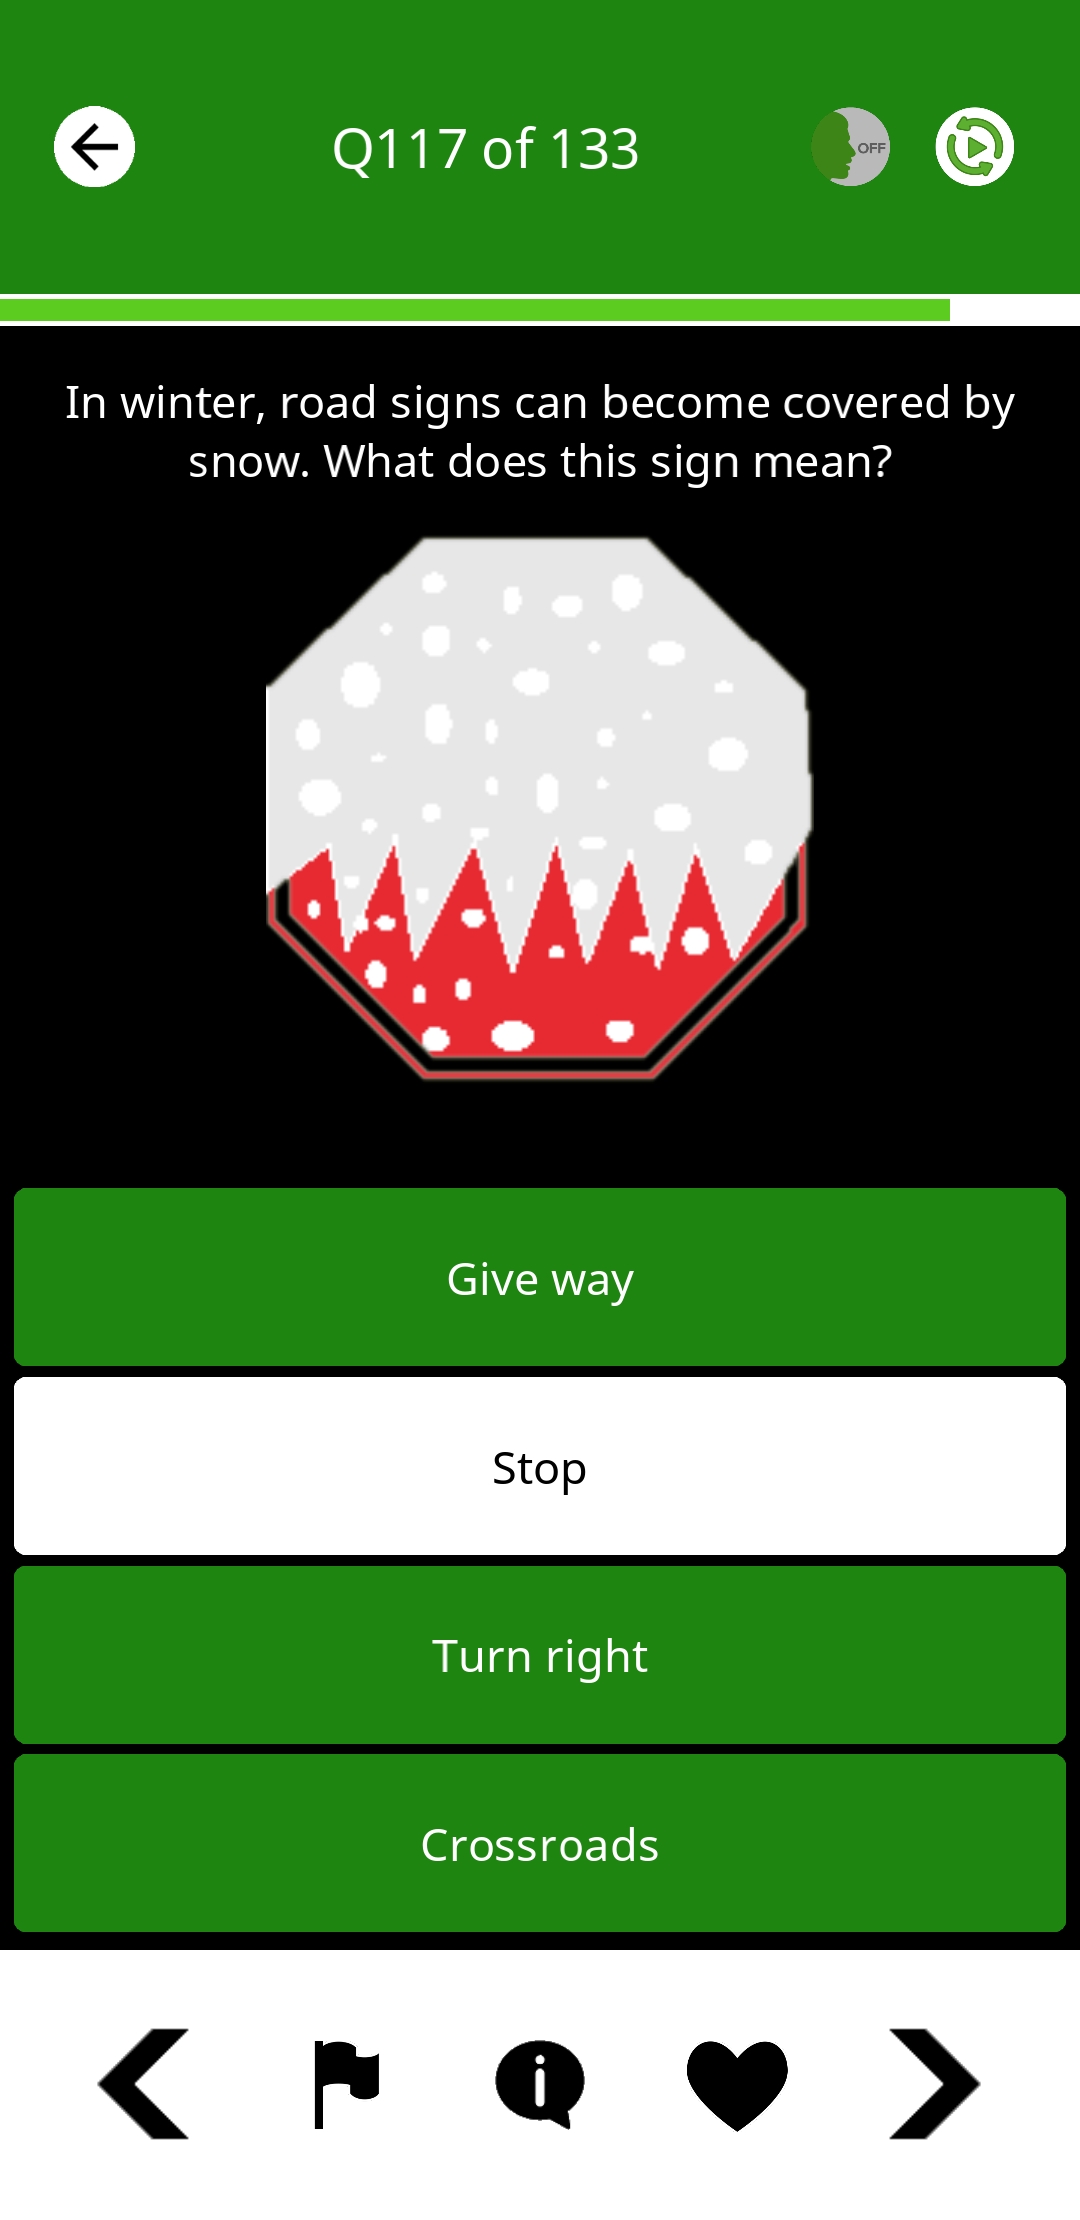 Q117 of 133
OFF
In winter, road signs can become covered by
snow. What does this sign mean?
Give way
Stop
Turn right
Crossroads